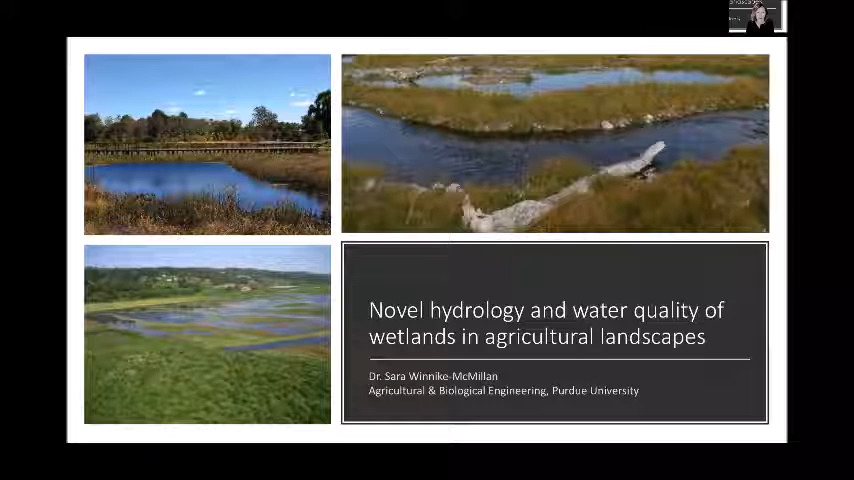 Novel hydrology and water quality of
wetlands in agricultural landscapes
Dr. Sara Winnike-McMillan
Agricultural & Biological Engineering, Purdue University